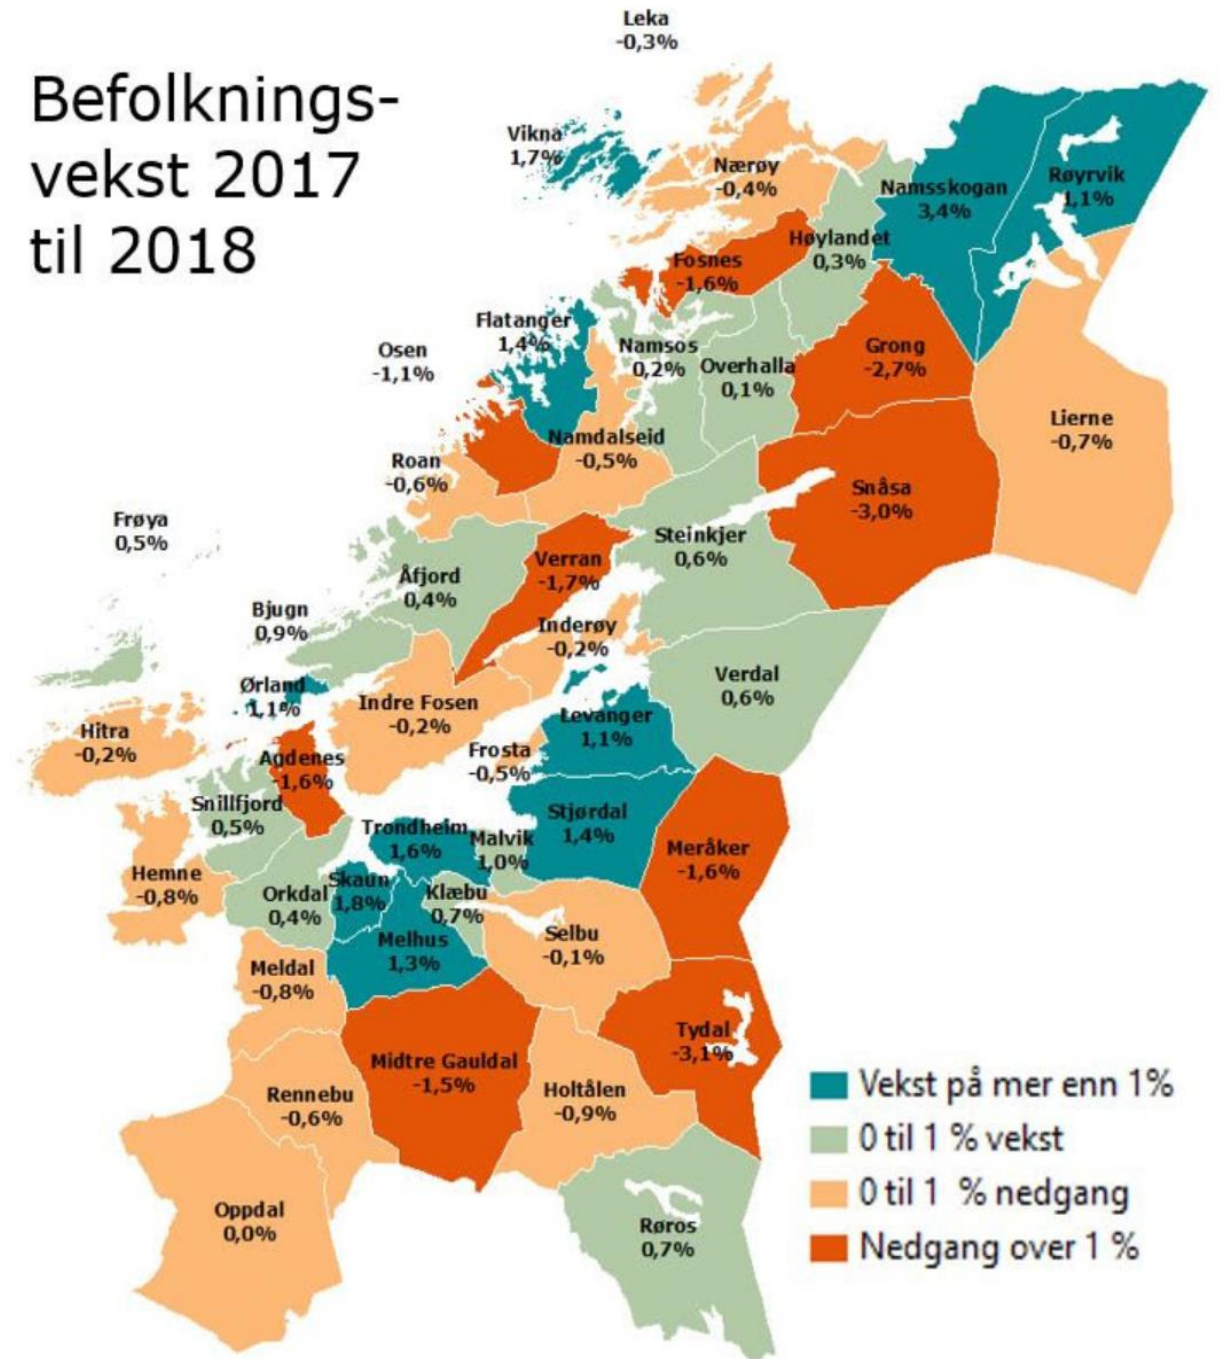 Befolknings-
vekst 2017
til 2018
Leka
-0,3%
Vikna
1,7%
Nærøy
-0,4%
Namsskogan
3,4%
Røyrvik
1,1%
Høylandet
0,3%
Fosnes
-1,6%
Flatanger
1,4%
Osen
-1,1%
Namsos
0,2%
Overhalla
0,1%
Grong
-2,7%
Lierne
-0,7%
Namdalseid
-0,5%
Roan
-0,6%
Snåsa
-3,0%
Frøya
0,5%
Steinkjer
0,6%
Verran
-1,7%
Åfjord
0,4%
Bjugn
0,9%
Inderøy
-0,2%
Verdal
0,6%
Ørland
1,1%
Indre Fosen
-0,2%
Levanger
1,1%
Hitra
-0,2%
Agdenes
-1,6%
Frosta
-0,5%
Snillfjord
0,5%
Trondheim
1,6%
Malvik
1,0%
Stjørdal
1,4%
Meråker
-1,6%
Hemne
-0,8%
Orkdal
0,4%
Skaun
1,8%
Klæbu
0,7%
Melhus
1,3%
Selbu
-0,1%
Meldal
-0,8%
Tydal
-3,1%
Midtre Gauldal
-1,5%
Rennebu
-0,6%
Holtålen
-0,9%
Oppdal
0,0%
Røros
0,7%
Vekst på mer enn 1%
0 til 1 % vekst
0 til 1 % nedgang
Nedgang over 1 %